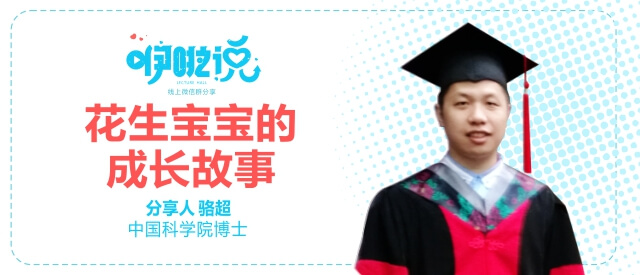 咿哦说
LECTURE HALL
线上微信群分享
花生宝宝的
成长故事
分享人 骆超
中国科学院博士